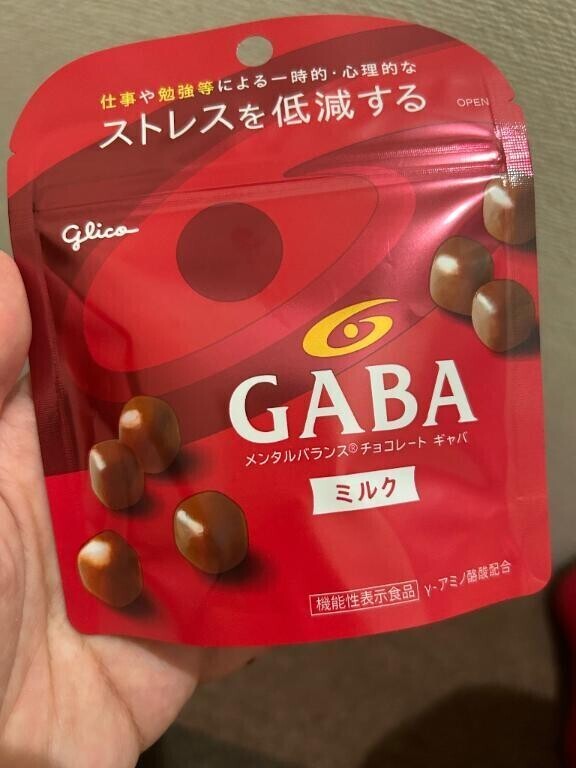 仕事や勉強等による一時的・心理的な
ストレスを低減する
OPEN
glico
GABA
メンタルバランス®チョコレート ギャバ
ミルク
機能性表示食品 γ-アミノ酪酸配合